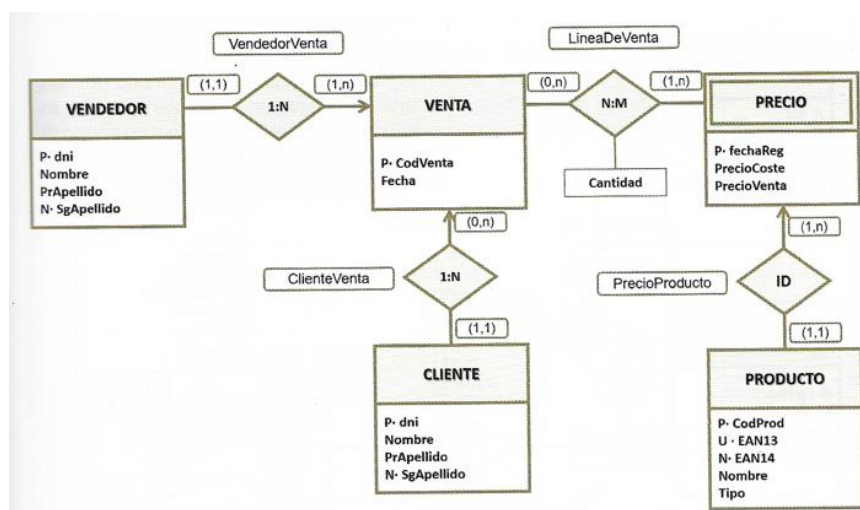 VendedorVenta
LineaDeVenta
(1,1)
(1,n)
(0,n)
(1,n)
VENDEDOR
1:N
VENTA
N:M
PRECIO
P· dni
Nombre
PrApellido
N· SgApellido
P· CodVenta
Fecha
Cantidad
P· fechaReg
PrecioCoste
PrecioVenta
(0,n)
(1,n)
ClienteVenta
1:N
PrecioProducto
ID
(1,1)
(1,1)
CLIENTE
PRODUCTO
P· dni
Nombre
PrApellido
N· SgApellido
P· CodProd
U · EAN13
N· EAN14
Nombre
Tipo